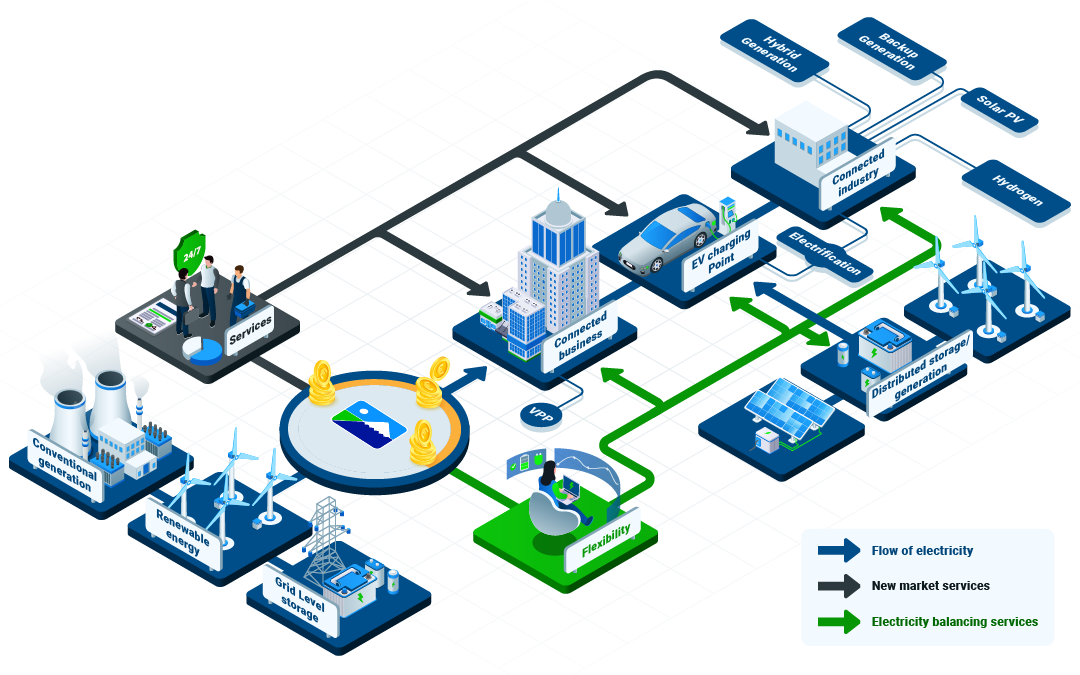 Hybrid
Generation
Backup
Generation
Solar PV
Hydrogen
Connected
industry
Electrification
EV charging
Point
24/7
Services
Connected
business
VPP
Distributed storage/
generation
Conventional
generation
Renewable
energy
Grid Level
storage
Flexibility
Flow of electricity
New market services
Electricity balancing services